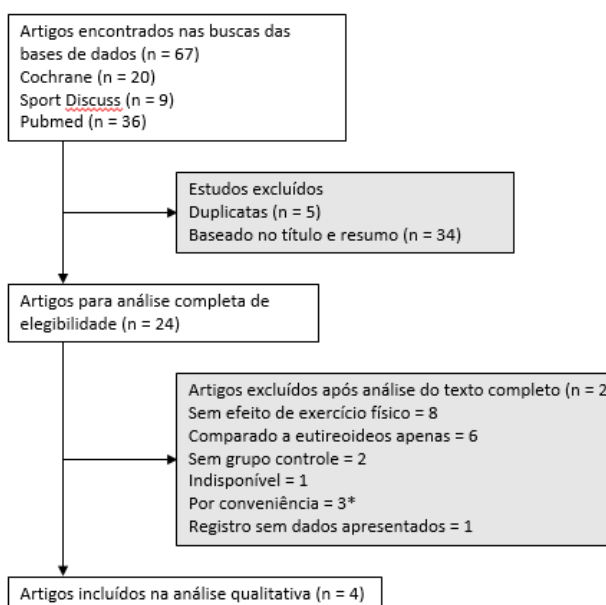 Artigos encontrados nas buscas das
bases de dados (n = 67)
Cochrane (n = 20)
Sport Discuss (n = 9)
Pubmed (n = 36)
Estudos excluídos
Duplicatas (n = 5)
Baseado no título e resumo (n = 34)
Artigos para análise completa de
elegibilidade (n = 24)
Artigos excluídos após análise do texto completo (n = 2
Sem efeito de exercício físico = 8
Comparado a eutireoideos apenas = 6
Sem grupo controle = 2
Indisponível = 1
Por conveniência = 3*
Registro sem dados apresentados = 1
Artigos incluídos na análise qualitativa (n = 4)